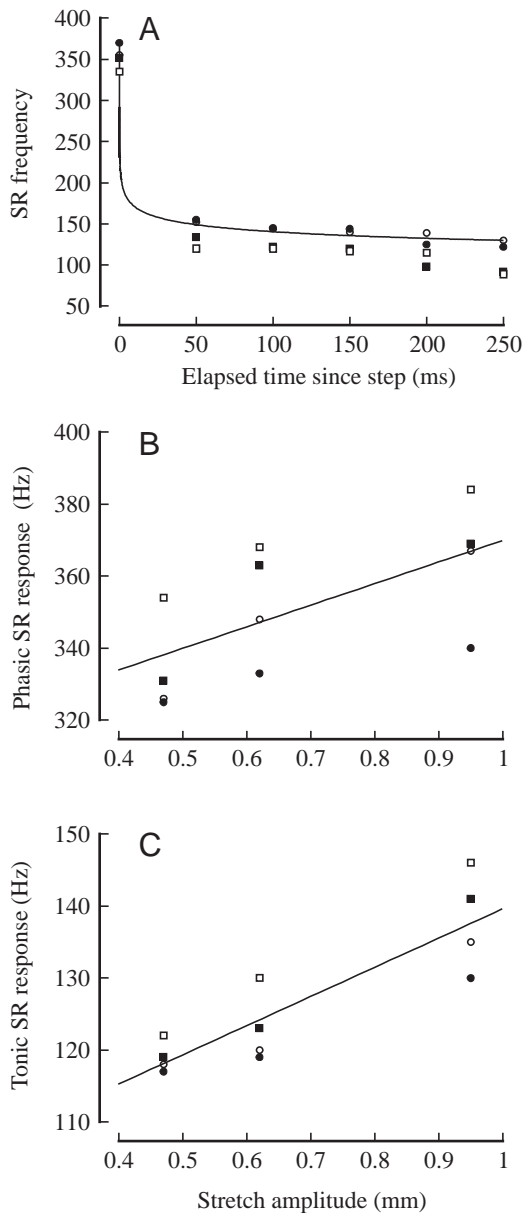 A
SR frequency
400
350
300
250
200
150
100
50
0 50 100 150 200 250
Elapsed time since step (ms)
B
Phasic SR response (Hz)
400
380
360
340
320
0.4 0.5 0.6 0.7 0.8 0.9 1
C
Tonic SR response (Hz)
150
140
130
120
110
0.4 0.5 0.6 0.7 0.8 0.9 1
Stretch amplitude (mm)